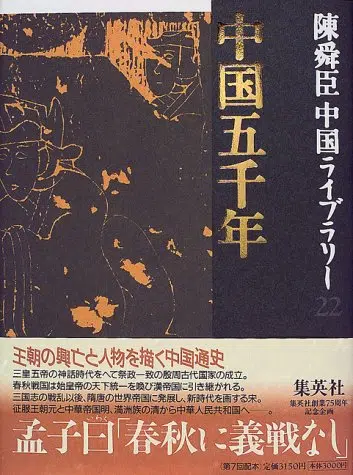 陳舜臣 中国ライブラリー
22
中国五千年
王朝の興亡と人物を描く中国通史
三皇五帝の神話時代をへて祭政一致の殷周古代国家の成立。
春秋戦国は始皇帝の天下統一を喚び漢帝国に引き継がれる。
三国志の戦乱以後、隋唐の世界帝国に発展し、新時代を画する宋。
征服王朝元と中華帝国明、満洲族の清から中華人民共和国へ——。
集英社
集英社創業75周年
記念企画
孟子曰「春秋に義戦なし」
〈第7回配本〉 定価3150円 本体3000円